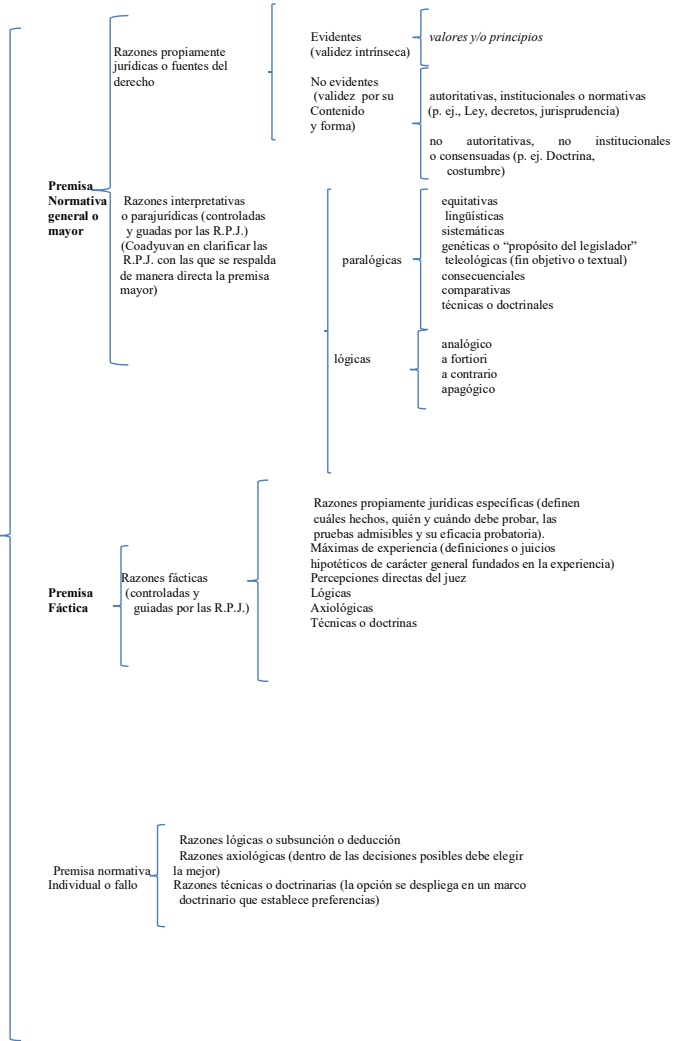 Razones propiamente
jurídicas o fuentes del
derecho
Evidentes
(validez intrínseca)
valores y/o principios
No evidentes
(validez por su
Contenido
y forma)
autoritativas, institucionales o normativas
(p. ej., Ley, decretos, jurisprudencia)
no autoritativas, no institucionales
o consensuadas (p. ej. Doctrina,
costumbre)
Premisa
Normativa
general o
mayor
Razones interpretativas
o parajurídicas (controladas
y guadas por las R.P.J.)
(Coadyuvan en clarificar las
R.P.J. con las que se respalda
de manera directa la premisa
mayor)
paralógicas
equitativas
lingüísticas
sistemáticas
genéticas o “propósito del legislador”
teleológicas (fin objetivo o textual)
consecuenciales
comparativas
técnicas o doctrinales
lógicas
analógico
a fortiori
a contrario
apagógico
Premisa
Fáctica
Razones fácticas
(controladas y
guiadas por las R.P.J.)
Razones propiamente jurídicas específicas (definen
cuáles hechos, quién y cuándo debe probar, las
pruebas admisibles y su eficacia probatoria).
Máximas de experiencia (definiciones o juicios
hipotéticos de carácter general fundados en la experiencia)
Percepciones directas del juez
Lógicas
Axiológicas
Técnicas o doctrinas
Premisa normativa
Individual o fallo
Razones lógicas o subsunción o deducción
Razones axiológicas (dentro de las decisiones posibles debe elegir
la mejor)
Razones técnicas o doctrinarias (la opción se despliega en un marco
doctrinario que establece preferencias)